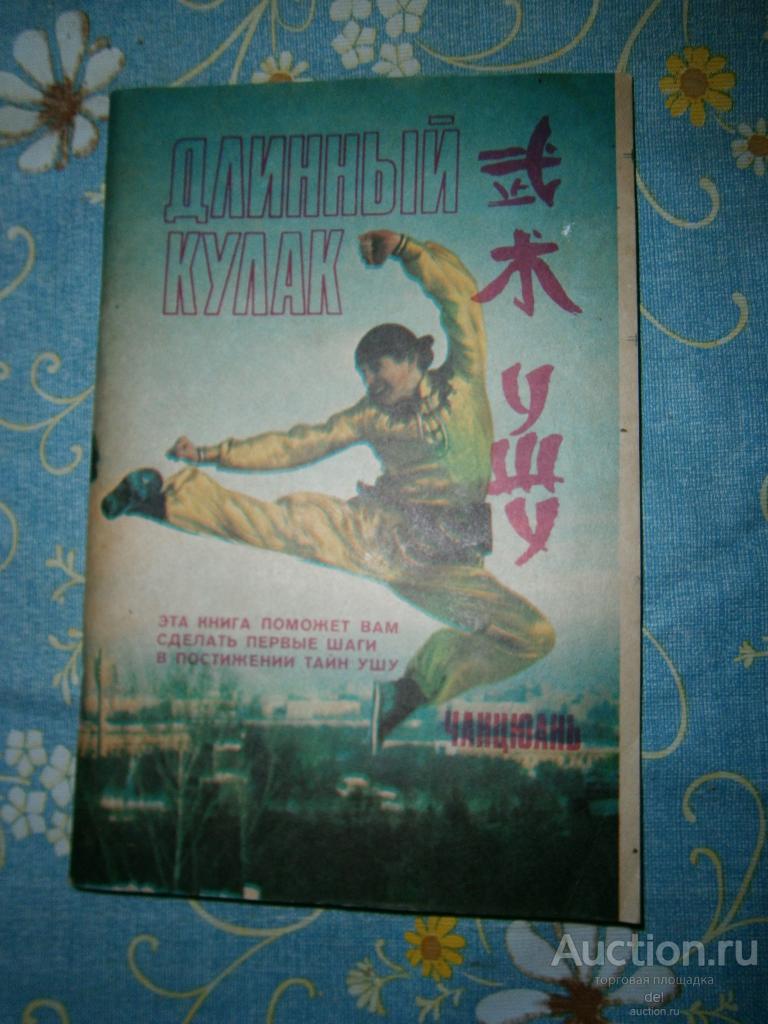 ДЛИННЫЙ
КУЛАК
武
术
УШУ
ЭТА КНИГА ПОМОЖЕТ ВАМ
СДЕЛАТЬ ПЕРВЫЕ ШАГИ
В ПОСТИЖЕНИИ ТАЙН УШУ
ЧАНЦЮАНЬ
Auction.ru
торговая площадка
del
auction.ru